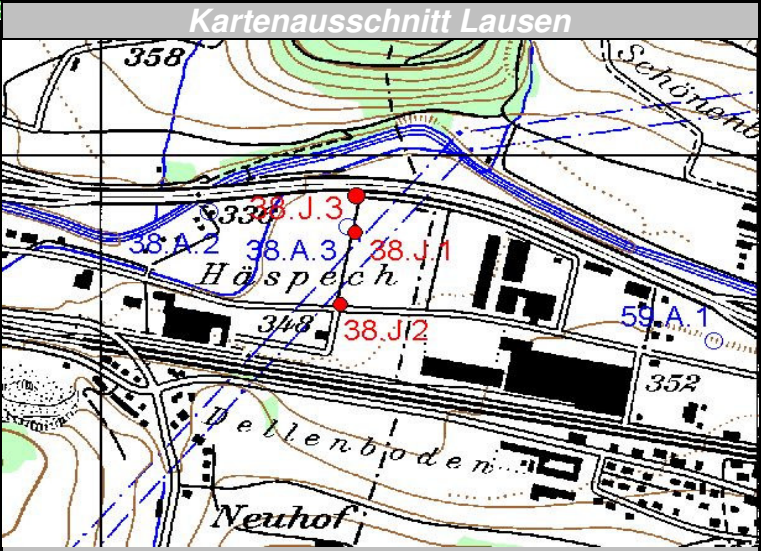 Kartenausschnitt Lausen
358
Schönenb
38.J.3
336
38.A.2
38.A.3
38.J.1
Häspech
348
38.J.2
59.A.1
352
Dellenboden
Neuhof